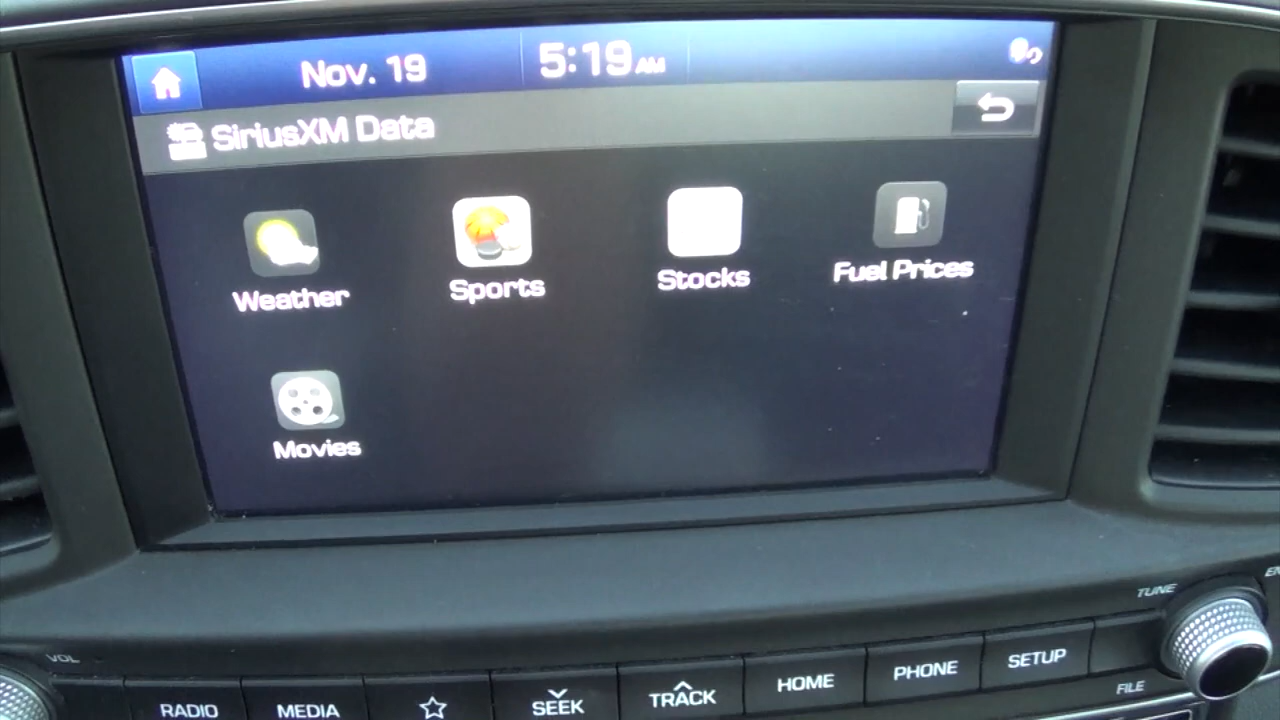 Nov. 19
5:19 AM
SiriusXM Data
Weather
Sports
Stocks
Fuel Prices
Movies
VOL
TUNE
FILE
RADIO
MEDIA
SEEK
TRACK
HOME
PHONE
SETUP